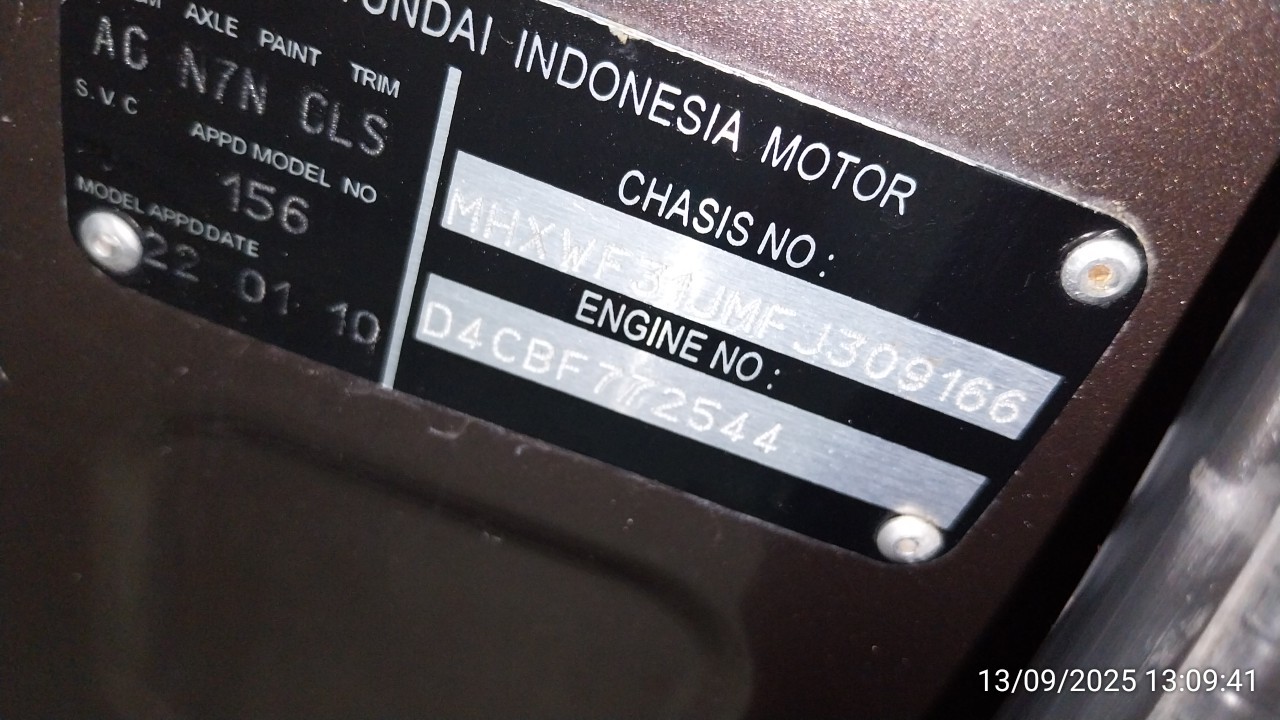 HYUNDAI INDONESIA MOTOR
AXLE PAINT TRIM
AC N7N CLS
S.V.C
APPD MODEL NO
156
MODEL APPDDATE
22 01 10
CHASIS NO :
MHXWF31UMFJ309166
ENGINE NO :
D4CBF772544
13/09/2025 13:09:41